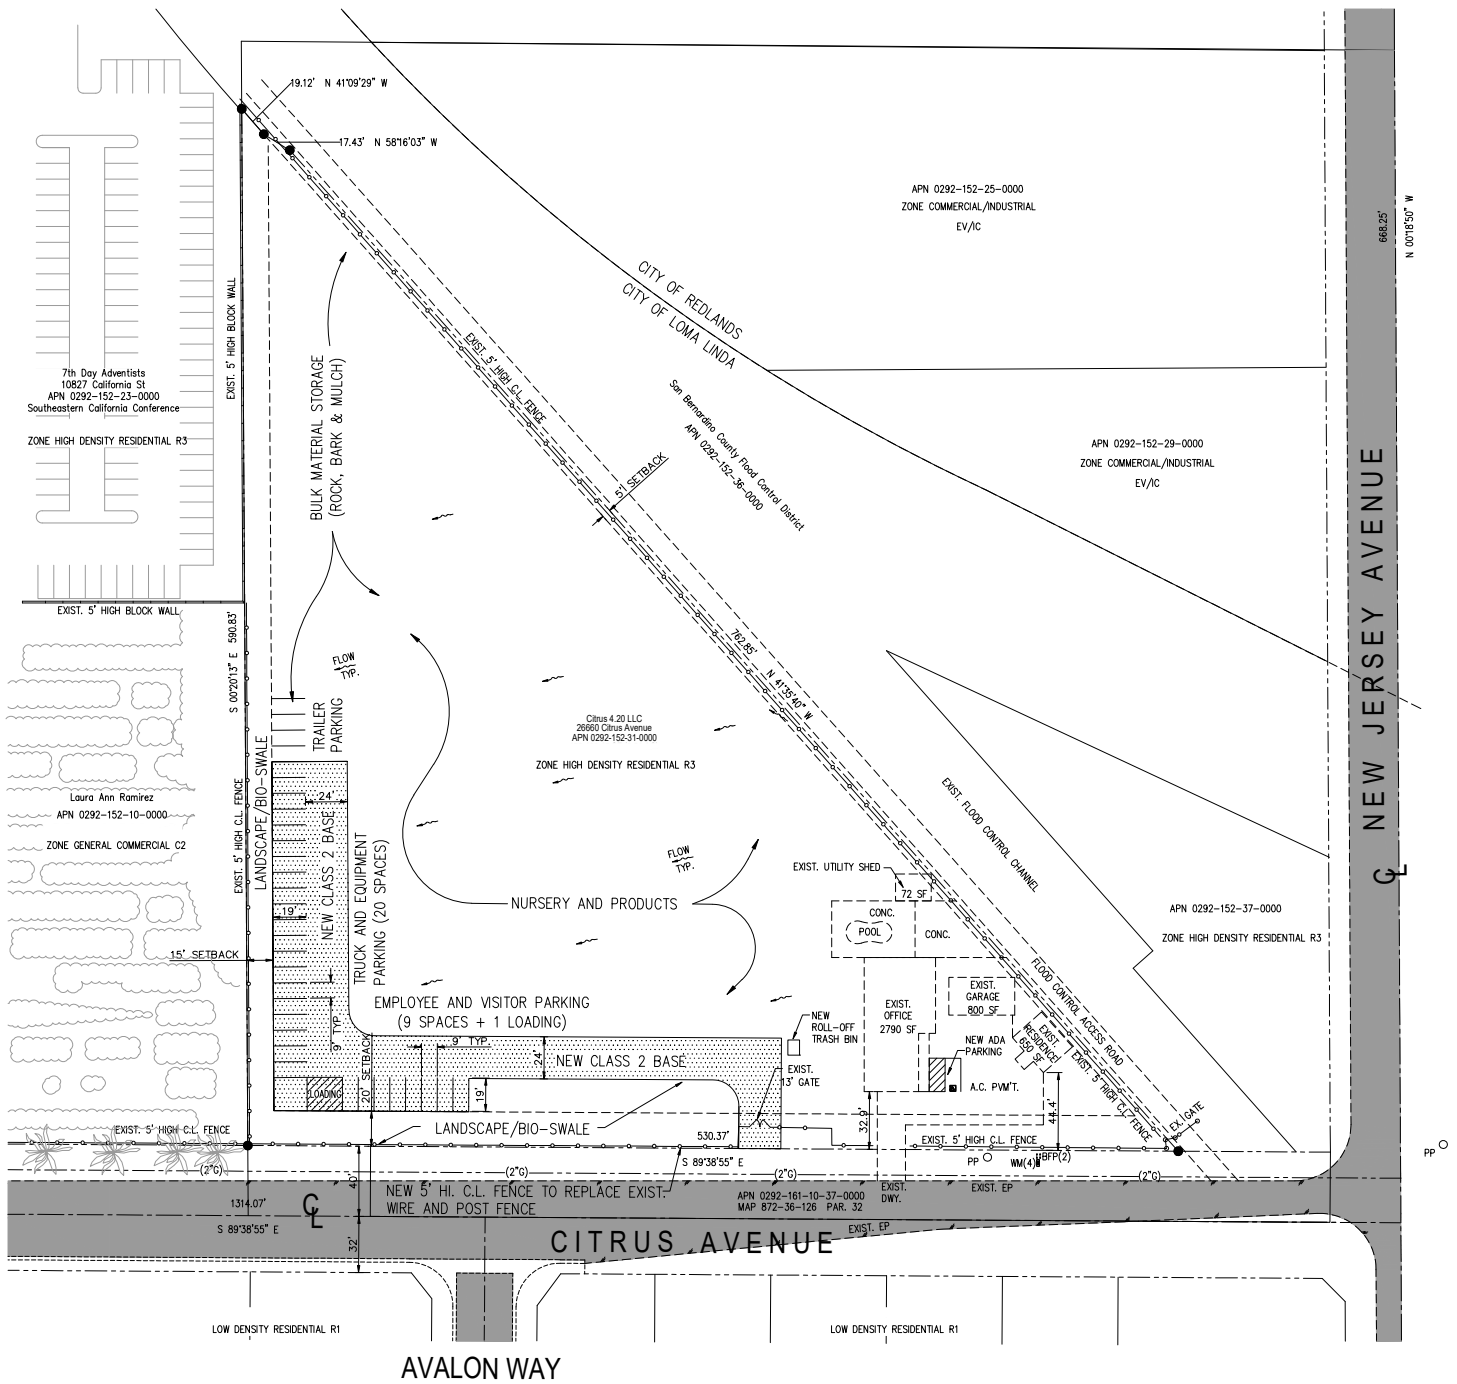 19.12' N 41°09'29" W
17.43' N 58°16'03" W
APN 0292-152-25-0000
ZONE COMMERCIAL/INDUSTRIAL
EV/IC
668.25'
N 00°18'50" W
CITY OF REDLANDS
CITY OF LOMA LINDA
EXIST. 5' HIGH BLOCK WALL
7th Day Adventists
10827 California St
APN 0292-152-23-0000
Southeastern California Conference
ZONE HIGH DENSITY RESIDENTIAL R3
BULK MATERIAL STORAGE
(ROCK, BARK & MULCH)
EXIST. 5' HIGH C.L. FENCE
San Bernardino County Flood Control District
APN 0292-152-36-0000
5' SETBACK
APN 0292-152-29-0000
ZONE COMMERCIAL/INDUSTRIAL
EV/IC
NEW JERSEY AVENUE
EXIST. 5' HIGH BLOCK WALL
S 00°20'13" E 590.83'
FLOW
TYP.
762.85' N 41°35'40" W
TRAILER
PARKING
Citrus 4.20 LLC
26660 Citrus Avenue
APN 0292-152-31-0000
ZONE HIGH DENSITY RESIDENTIAL R3
Laura Ann Ramirez
APN 0292-152-10-0000
ZONE GENERAL COMMERCIAL C2
EXIST. 5' HIGH C.L. FENCE
LANDSCAPE/BIO-SWALE
24'
NEW CLASS 2 BASE
TRUCK AND EQUIPMENT
PARKING (20 SPACES)
19'
15' SETBACK
9' TYP.
FLOW
TYP.
NURSERY AND PRODUCTS
EXIST. FLOOD CONTROL CHANNEL
EXIST. UTILITY SHED
72 SF
CONC.
POOL
CONC.
CL
APN 0292-152-37-0000
ZONE HIGH DENSITY RESIDENTIAL R3
FLOOD CONTROL ACCESS ROAD
EMPLOYEE AND VISITOR PARKING
(9 SPACES + 1 LOADING)
EXIST.
OFFICE
2790 SF
EXIST.
GARAGE
800 SF
EXIST.
RESIDENCE
650 SF
EXIST. 5' HIGH C.L. FENCE
NEW
ROLL-OFF
TRASH BIN
NEW ADA
PARKING
A.C. PVM'T.
20' SETBACK
9' TYP.
24'
NEW CLASS 2 BASE
EXIST.
13' GATE
LOADING
19'
32.9'
44.4'
EX. GATE
EXIST. 5' HIGH C.L. FENCE
LANDSCAPE/BIO-SWALE
530.37'
EXIST. 5' HIGH C.L. FENCE
S 89°38'55" E
PP
WM(4)
BFP(2)
PP
(2"G)
(2"G)
(2"G)
(2"G)
1314.07'
S 89°38'55" E
CL
40'
32'
NEW 5' HI. C.L. FENCE TO REPLACE EXIST.
WIRE AND POST FENCE
APN 0292-161-10-37-0000
MAP 872-36-126 PAR. 32
EXIST.
DWY.
EXIST. EP
EXIST. EP
CITRUS AVENUE
LOW DENSITY RESIDENTIAL R1
LOW DENSITY RESIDENTIAL R1
AVALON WAY